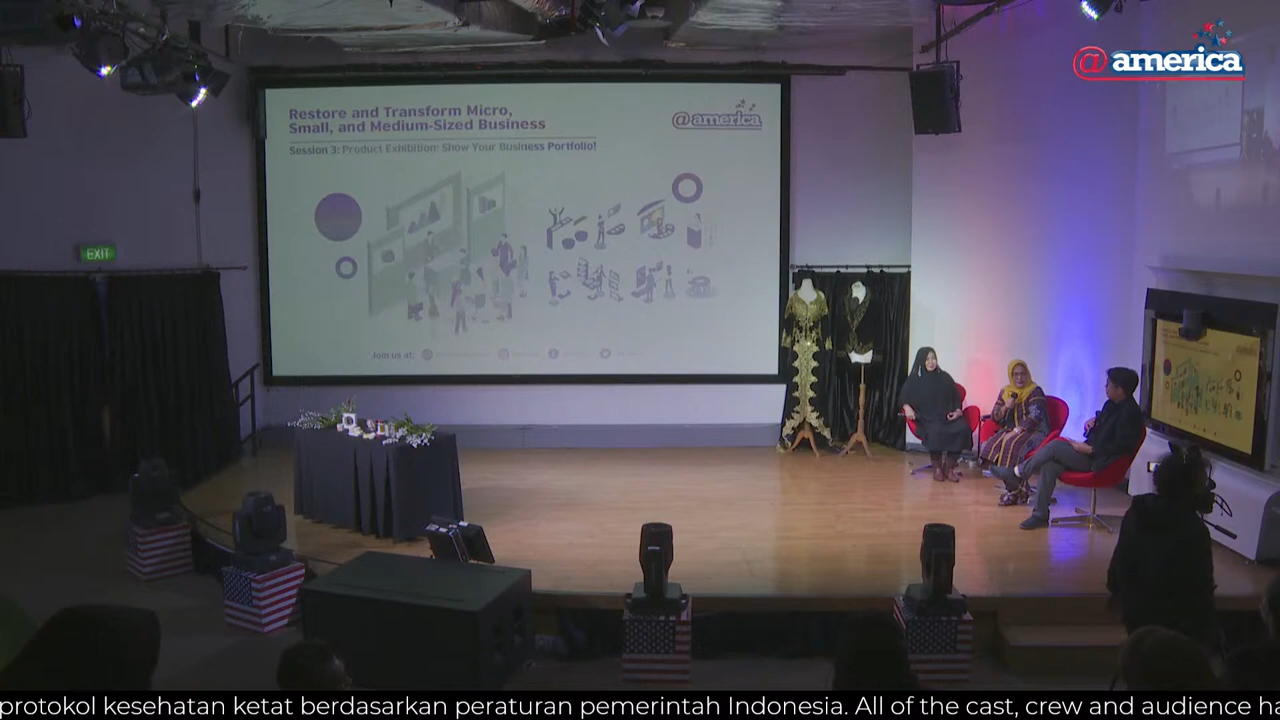 @america
Restore and Transform Micro,
Small, and Medium-Sized Business
@america
Session 3: Product Exhibition: Show Your Business Portfolio!
EXIT
Join us at:
protokol kesehatan ketat berdasarkan peraturan pemerintah Indonesia. All of the cast, crew and audience ha